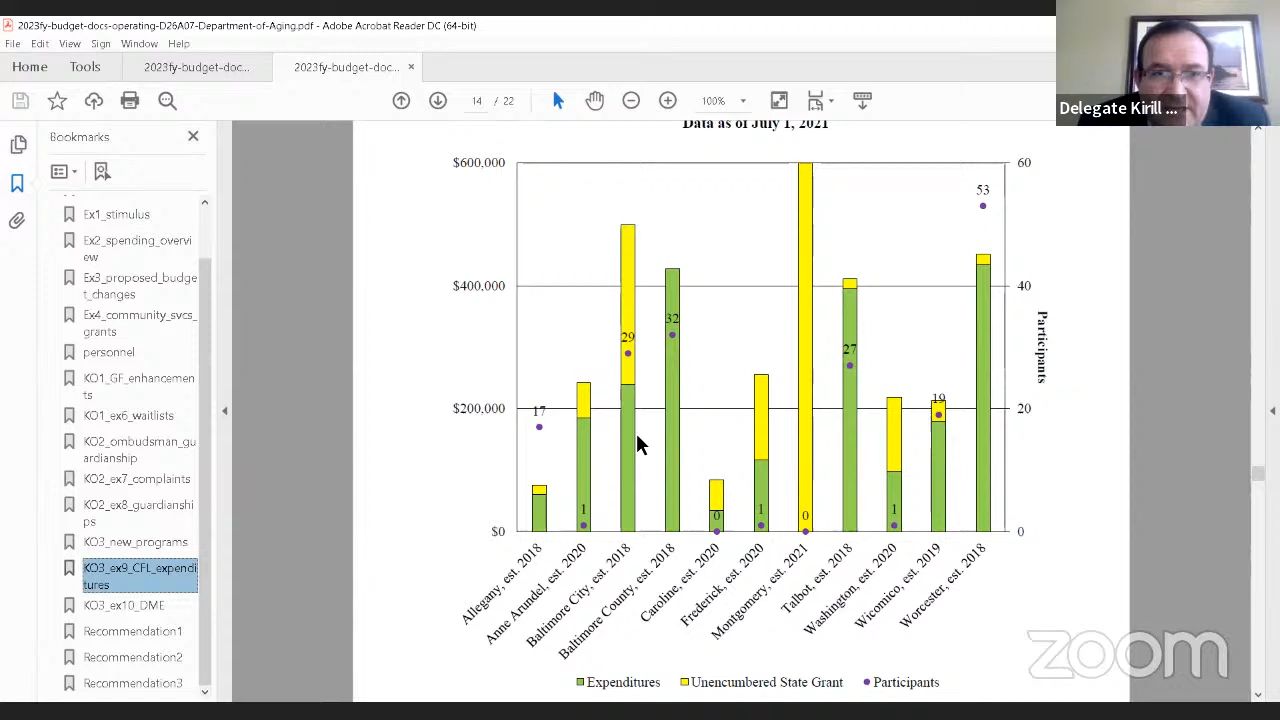 2023fy-budget-docs-operating-D26A07-Department-of-Aging.pdf - Adobe Acrobat Reader DC (64-bit)
File Edit View Sign Window Help
Home Tools 2023fy-budget-doc... 2023fy-budget-doc... ×
14 / 22 100%
Delegate Kirill ...
Bookmarks
Ex1_stimulus
Ex2_spending_overvi
ew
Ex3_proposed_budge
t_changes
Ex4_community_svcs_
grants
personnel
KO1_GF_enhancemen
ts
KO1_ex6_waitlists
KO2_ombudsman_gu
ardianship
KO2_ex7_complaints
KO2_ex8_guardianshi
ps
KO3_new_programs
KO3_ex9_CFL_expendi
tures
KO3_ex10_DME
Recommendation1
Recommendation2
Recommendation3
Data as of July 1, 2021
$600,000
$400,000
$200,000
$0
60
40
20
0
Participants
17
1
29
32
0
1
0
27
1
19
53
Allegany, est. 2018
Anne Arundel, est. 2020
Baltimore City, est. 2018
Baltimore County, est. 2018
Caroline, est. 2020
Frederick, est. 2020
Montgomery, est. 2021
Talbot, est. 2018
Washington, est. 2020
Wicomico, est. 2019
Worcester, est. 2018
Expenditures Unencumbered State Grant Participants
zoom